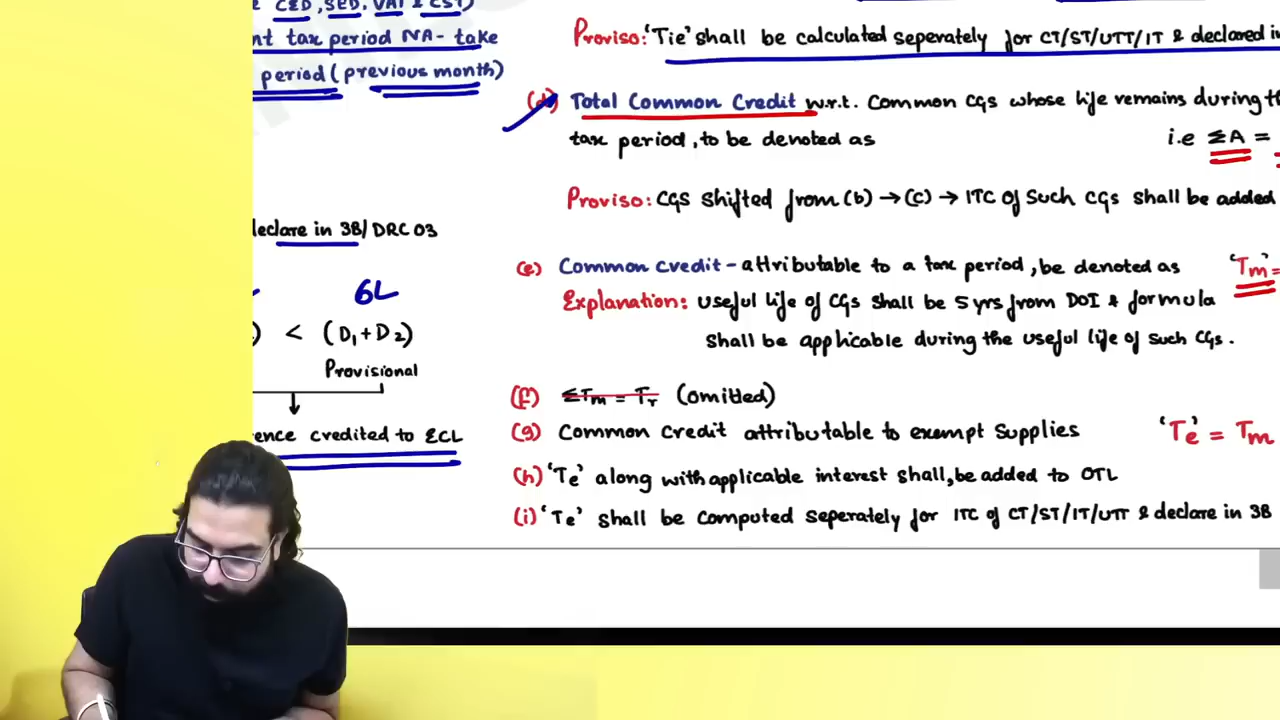 CED, SED, VAT & CST)
nt tax period NA- take
period (previous month)
declare in 3B/DRC 03
6L
) < (D1+D2)
Provisional
ence credited to ECL
Proviso: 'Tie' shall be calculated seperately for CT/ST/UTT/IT & declared in
(d) Total Common Credit w.r.t. Common CGs whose life remains during th
tax period, to be denoted as i.e ΣA =
Proviso: CGS shifted from (b) → (c) → ITC of Such CGs shall be added
(e) Common credit - attributable to a tax period, be denoted as 'Tm' =
Explanation: useful life of CGs shall be 5 yrs from DOI & formula
shall be applicable during the useful life of such CGs.
(f) ΣTm = Tr (omitted)
(g) Common Credit attributable to exempt supplies 'Te' = Tm
(h) 'Te' along with applicable interest shall, be added to OTL
(i) 'Te' shall be Computed seperately for ITC of CT/ST/IT/UTT & declare in 3B